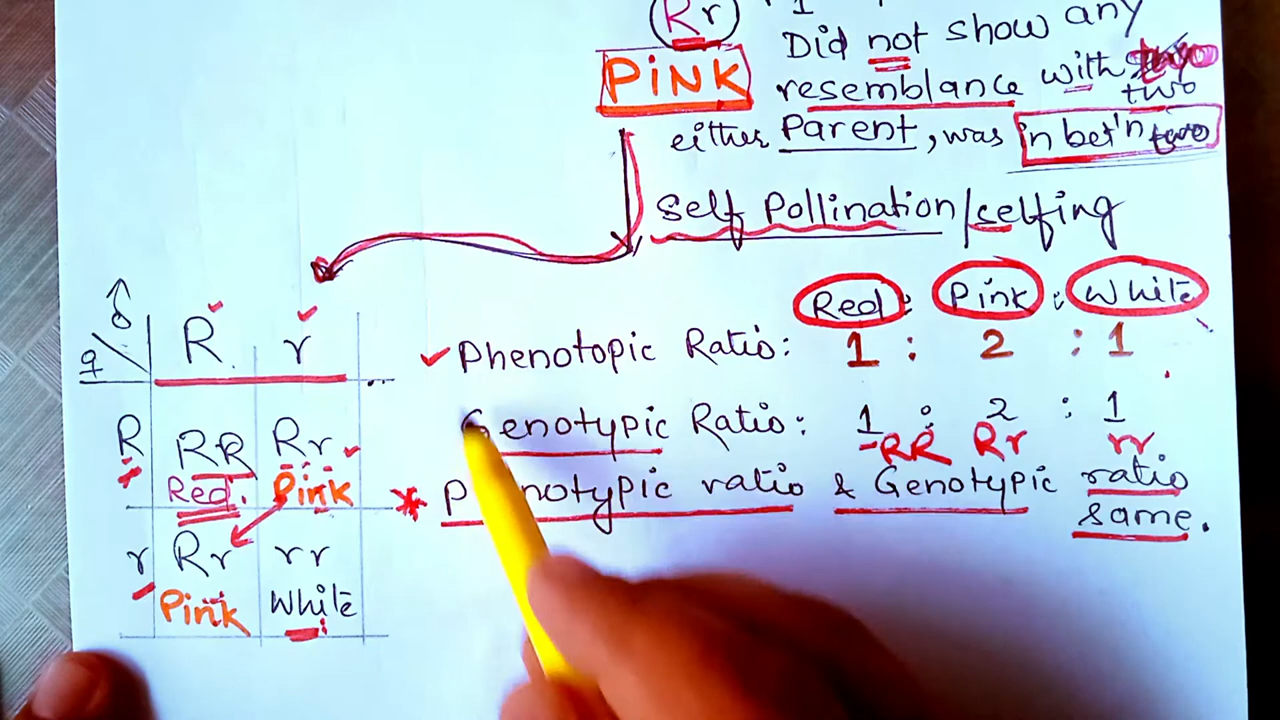 Rr
PINK
Did not show any
resemblance with
two
either Parent, was in bet'n two
Self Pollination/selfing
Red : Pink : White
Phenotopic Ratio: 1 : 2 : 1
Genotypic Ratio: 1 : 2 : 1
RR Rr rr
* P notypic ratio & Genotypic ratio
same.
♀/♂ R r
R RR Rr
Red. Pink
r Rr rr
Pink White